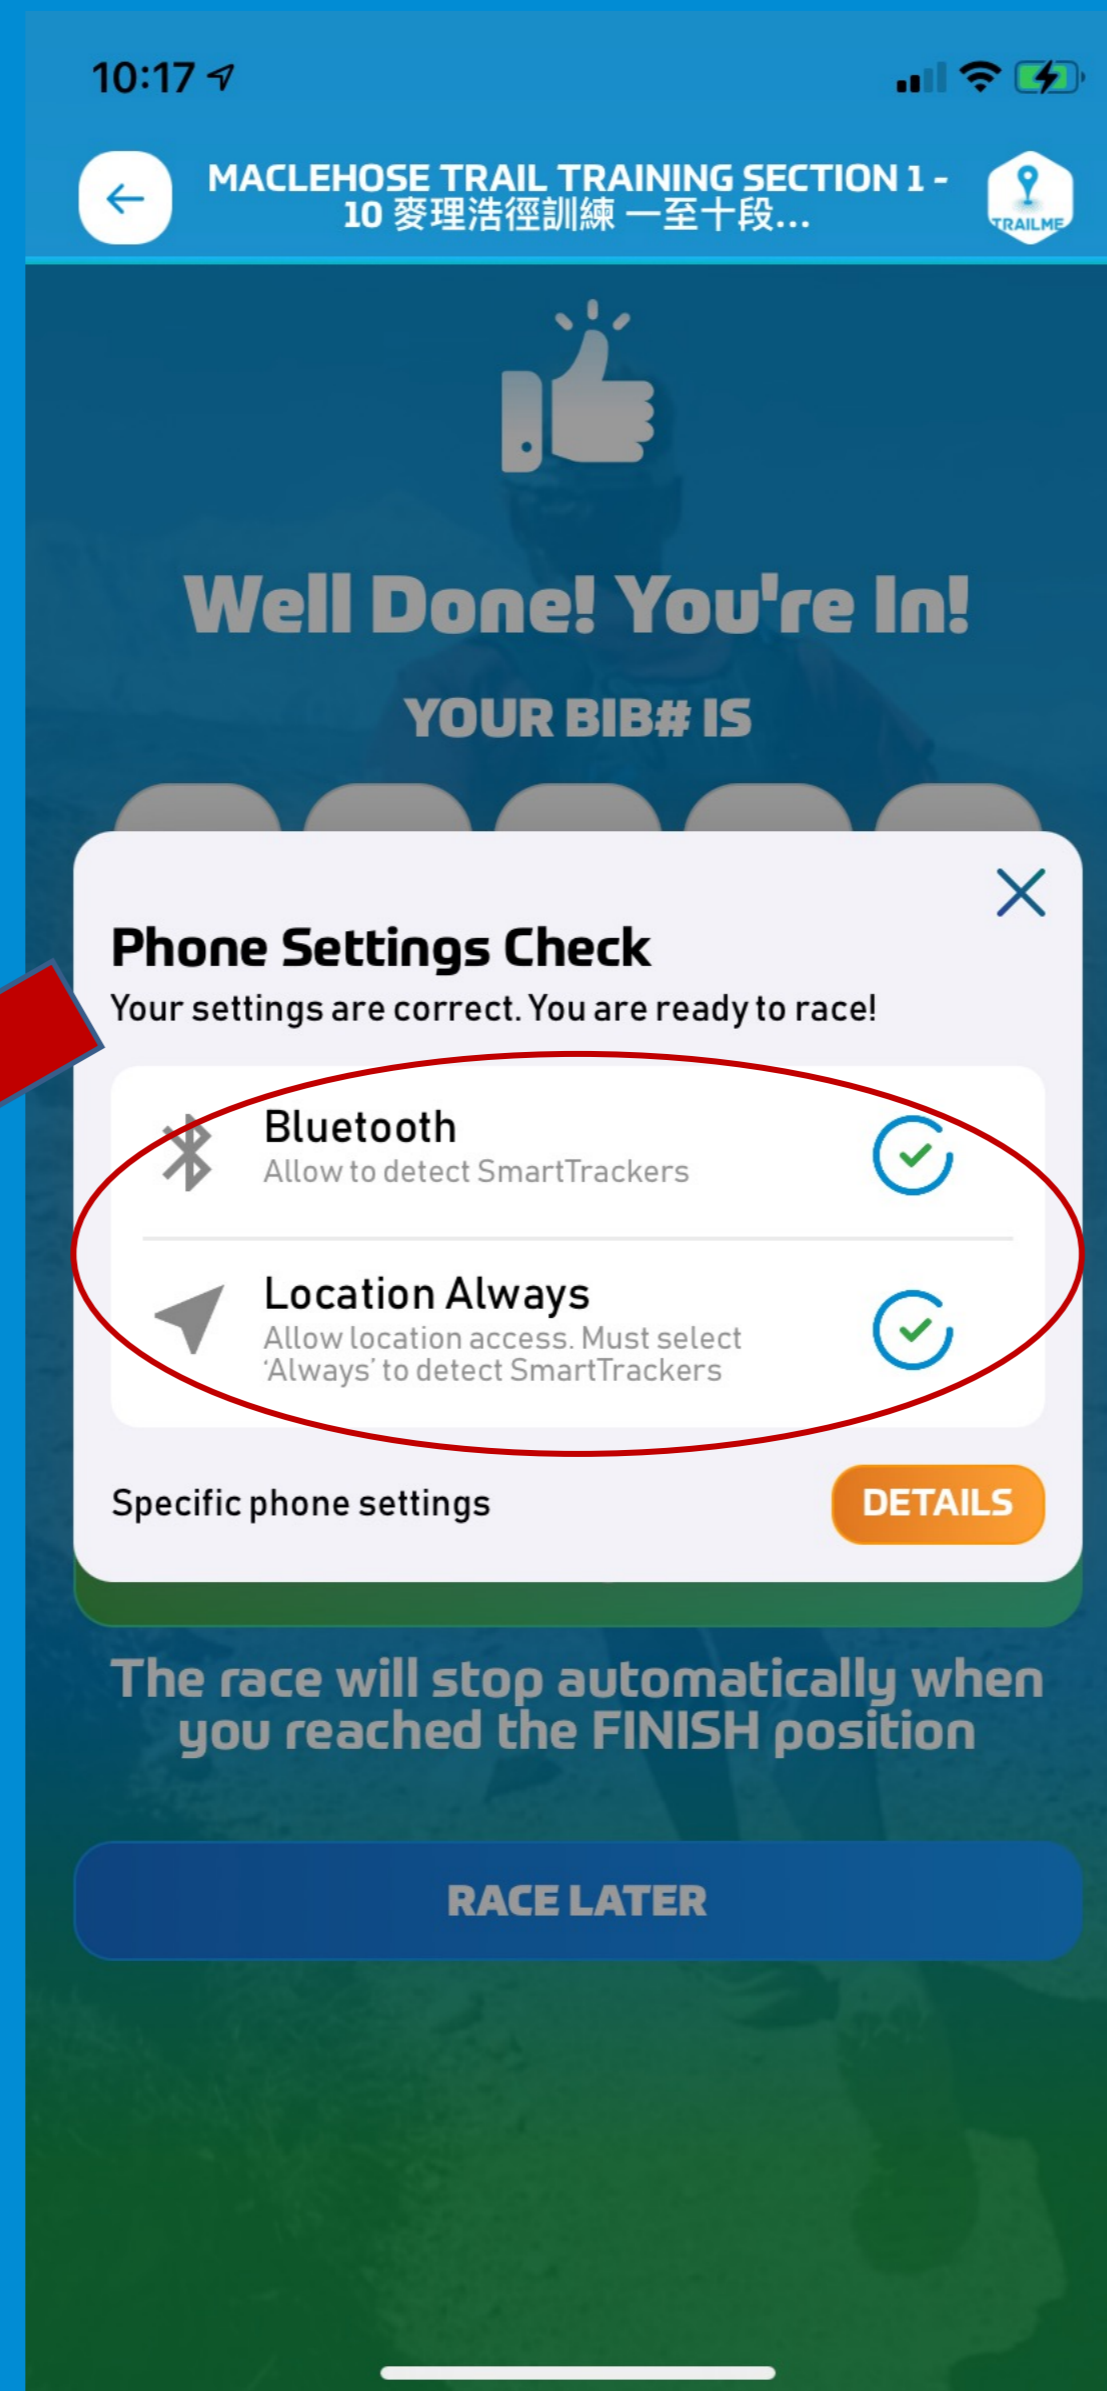 10:17
MACLEHOSE TRAIL TRAINING SECTION 1 -
10 麥理浩徑訓練 一至十段...
TRAILME
Well Done! You're In!
YOUR BIB# IS
Phone Settings Check
Your settings are correct. You are ready to race!
Bluetooth
Allow to detect SmartTrackers
Location Always
Allow location access. Must select
‘Always’ to detect SmartTrackers
Specific phone settings
DETAILS
The race will stop automatically when
you reached the FINISH position
RACE LATER